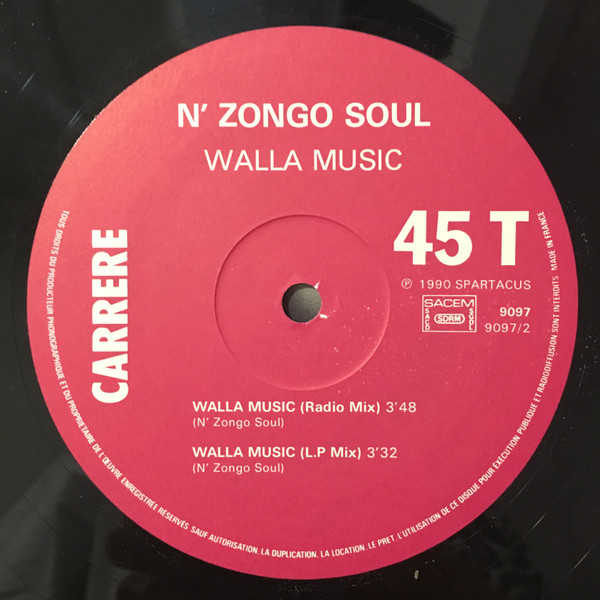 N' ZONGO SOUL
WALLA MUSIC
CARRERE
45 T
℗ 1990 SPARTACUS
SACEM
SACD
SDRM
SGDL
9097
9097/2
WALLA MUSIC (Radio Mix) 3'48
(N' Zongo Soul)
WALLA MUSIC (L.P Mix) 3'32
(N' Zongo Soul)
TOUS DROITS DU PRODUCTEUR PHONOGRAPHIQUE ET DU PROPRIETAIRE DE L'ŒUVRE ENREGISTREE RESERVES. SAUF AUTORISATION, LA DUPLICATION, LA LOCATION, LE PRET, L'UTILISATION DE CE DISQUE POUR EXECUTION PUBLIQUE ET RADIODIFFUSION SONT INTERDITS. MADE IN FRANCE